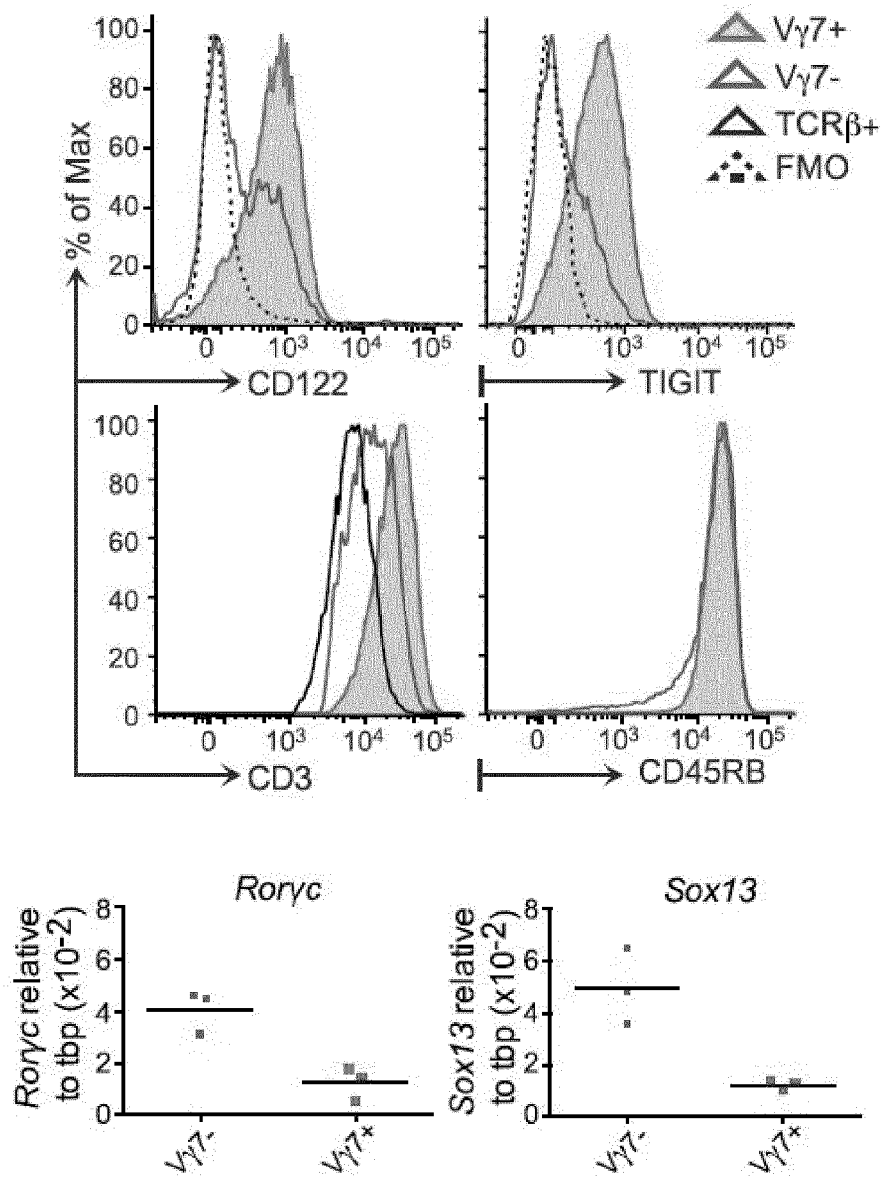 Vγ7+
Vγ7-
TCRβ+
FMO
% of Max
100
80
60
40
20
0
0 10³ 10⁴ 10⁵
CD122
0 10³ 10⁴ 10⁵
TIGIT
100
80
60
40
20
0
0 10³ 10⁴ 10⁵
CD3
0 10³ 10⁴ 10⁵
CD45RB
Rorγc
Rorγc relative
to tbp (x10⁻²)
8
6
4
2
0
Vγ7-
Vγ7+
Sox13
Sox13 relative
to tbp (x10⁻²)
8
6
4
2
0
Vγ7-
Vγ7+